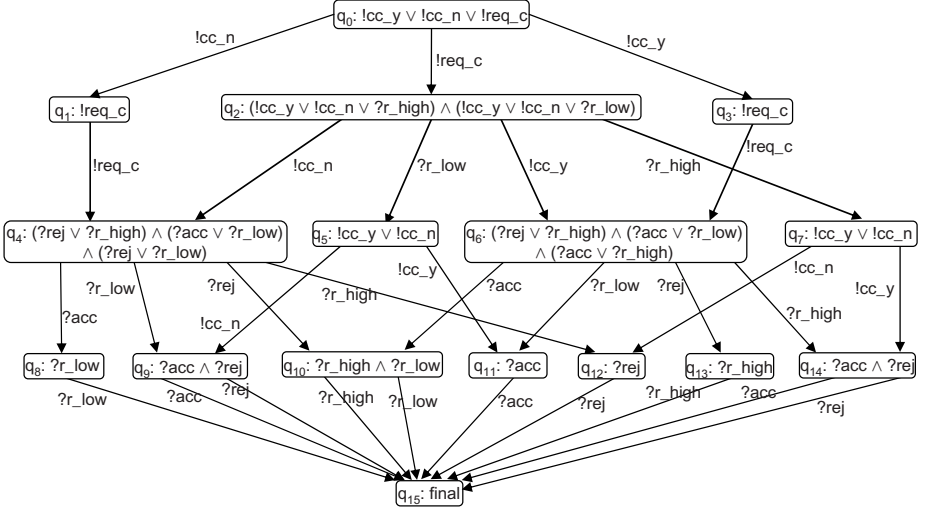 q0: !cc_y ∨ !cc_n ∨ !req_c
!cc_n
!req_c
!cc_y
q1: !req_c
q2: (!cc_y ∨ !cc_n ∨ ?r_high) ∧ (!cc_y ∨ !cc_n ∨ ?r_low)
q3: !req_c
!req_c
!cc_n
?r_low
!cc_y
?r_high
!req_c
q4: (?rej ∨ ?r_high) ∧ (?acc ∨ ?r_low)
∧ (?rej ∨ ?r_low)
q5: !cc_y ∨ !cc_n
q6: (?rej ∨ ?r_high) ∧ (?acc ∨ ?r_low)
∧ (?acc ∨ ?r_high)
q7: !cc_y ∨ !cc_n
?acc
?r_low
?rej
!cc_n
?r_high
!cc_y
?acc
?r_low
?rej
?r_high
!cc_n
!cc_y
q8: ?r_low
q9: ?acc ∧ ?rej
q10: ?r_high ∧ ?r_low
q11: ?acc
q12: ?rej
q13: ?r_high
q14: ?acc ∧ ?rej
?r_low
?acc
?rej
?r_high
?r_low
?acc
?rej
?r_high
?acc
?rej
q15: final